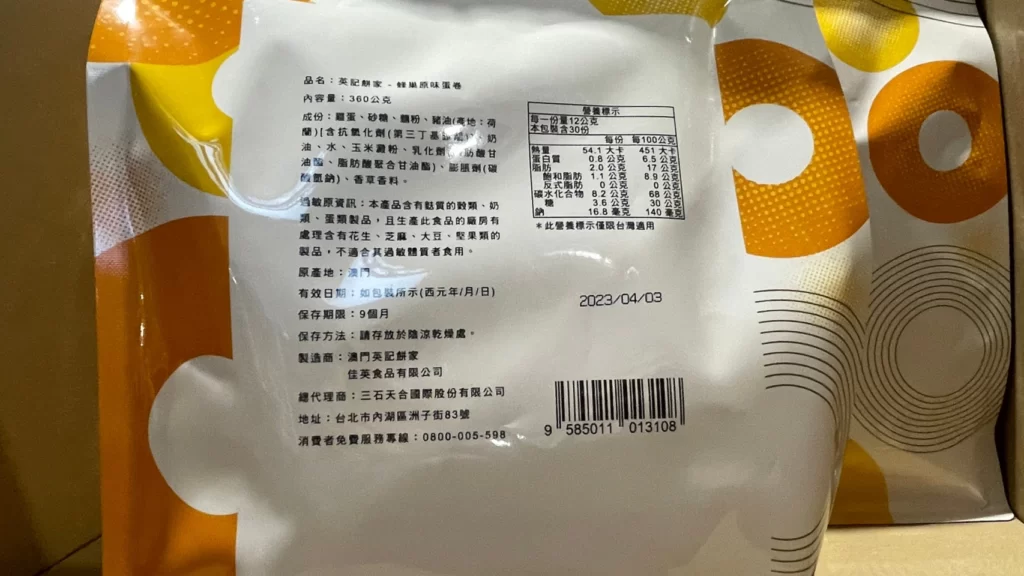 品名：英記餅家 - 蜂巢原味蛋卷
內容量：360公克
成份：雞蛋、砂糖、麵粉、豬油(產地：荷
蘭)[含抗氧化劑(第三丁基 奶
油、水、玉米澱粉、乳化劑 肪酸甘
油酯、脂肪酸聚合甘油酯)、膨脹劑(碳
酸氫鈉)、香草香料。
過敏原資訊：本產品含有麩質的穀類、奶
類、蛋類製品，且生產此食品的廠房有
處理含有花生、芝麻、大豆、堅果類的
製品，不適合其過敏體質者食用。
原產地：澳門
有效日期：如包裝所示(西元年/月/日)
保存期限：9個月
保存方法：請存放於陰涼乾燥處。
製造商：澳門英記餅家
佳英食品有限公司
總代理商：三石天合國際股份有限公司
地址：台北市內湖區洲子街83號
消費者免費服務專線：0800-005-598
營養標示
每一份量12公克
本包裝含30份
每份 每100公克
熱量 54.1 大卡 451 大卡
蛋白質 0.8 公克 6.5 公克
脂肪 2.0 公克 17 公克
飽和脂肪 1.1 公克 8.9 公克
反式脂肪 0 公克 0 公克
碳水化合物 8.2 公克 68 公克
糖 3.6 公克 30 公克
鈉 16.8 毫克 140 毫克
＊此營養標示僅限台灣適用
2023/04/03
9 585011 013108